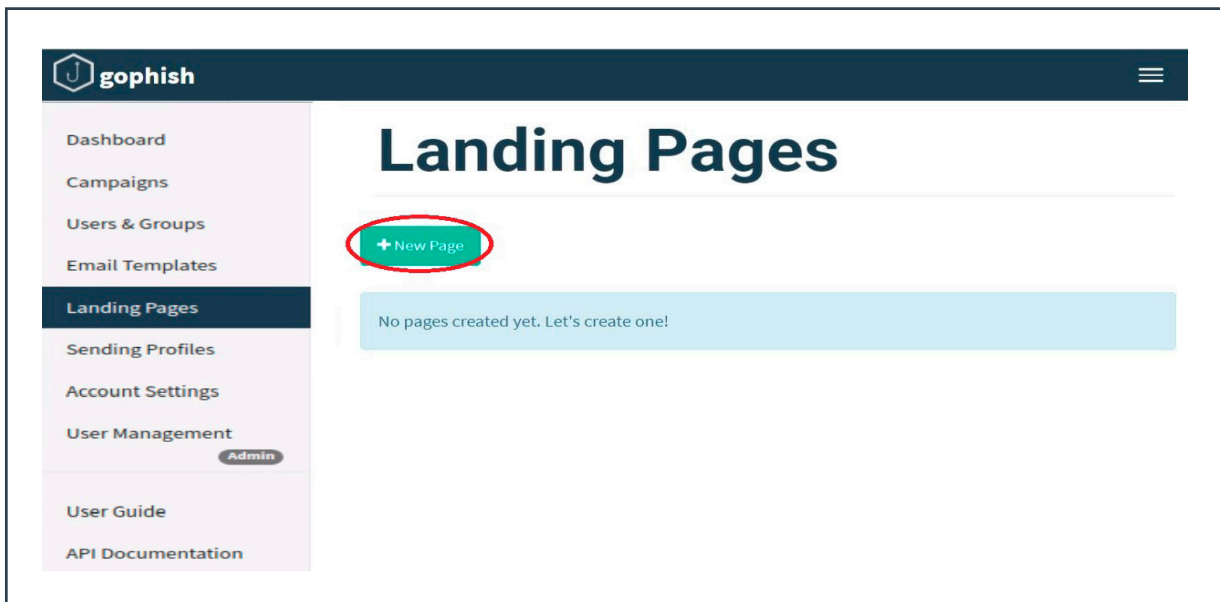 gophish
Dashboard
Campaigns
Users & Groups
Email Templates
Landing Pages
Sending Profiles
Account Settings
User Management
Admin
User Guide
API Documentation
Landing Pages
+ New Page
No pages created yet. Let's create one!